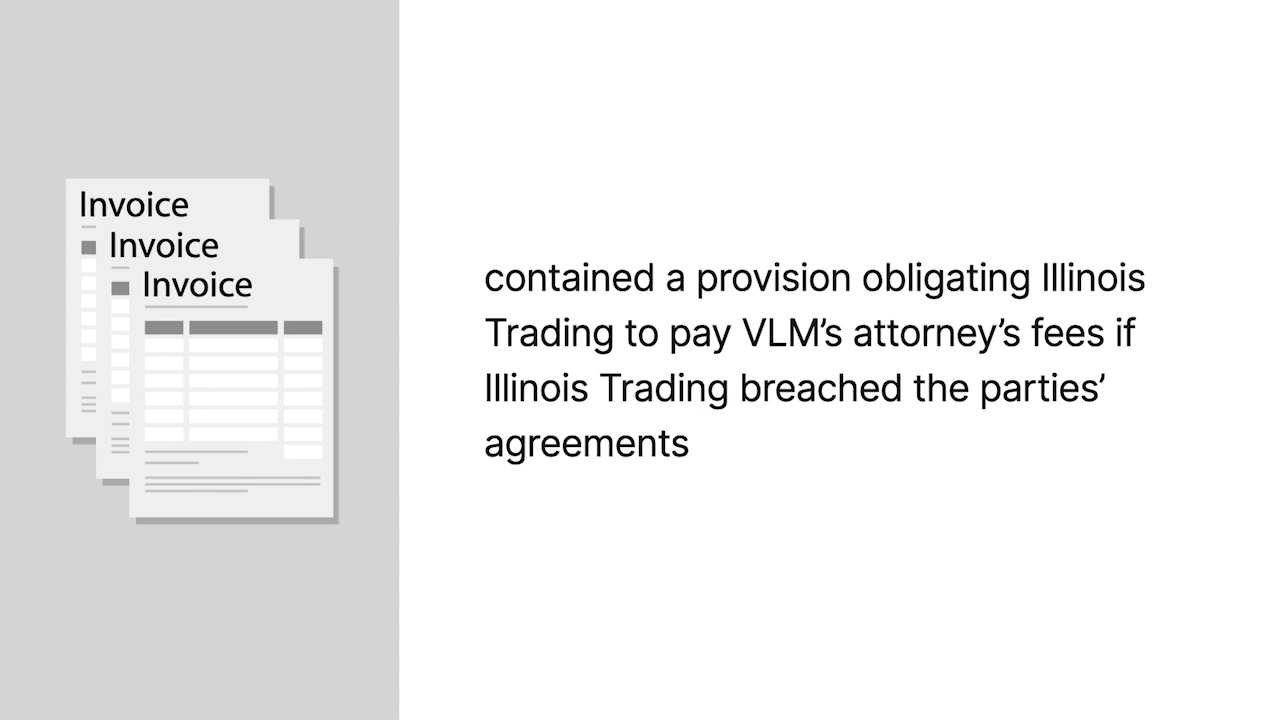 Invoice
Invoice
Invoice
contained a provision obligating Illinois
Trading to pay VLM’s attorney’s fees if
Illinois Trading breached the parties’
agreements